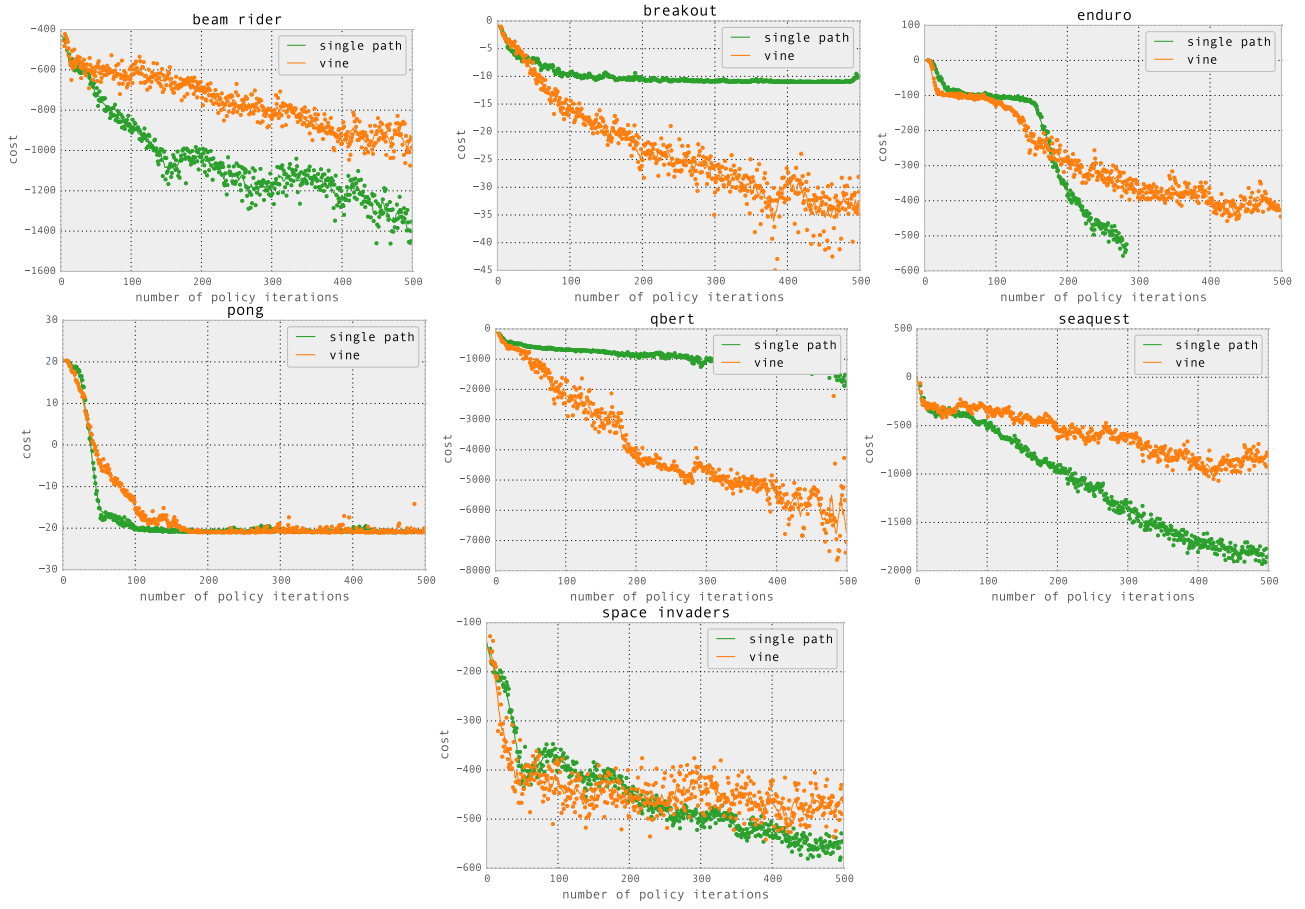 beam rider
−400
−600
−800
−1000
−1200
−1400
−1600
cost
single path
vine
0
100
200
300
400
500
number of policy iterations
breakout
0
−5
−10
−15
−20
−25
−30
−35
−40
−45
cost
single path
vine
0
100
200
300
400
500
number of policy iterations
enduro
100
0
−100
−200
−300
−400
−500
−600
cost
single path
vine
0
100
200
300
400
500
number of policy iterations
pong
30
20
10
0
−10
−20
−30
cost
single path
vine
0
100
200
300
400
500
number of policy iterations
qbert
0
−1000
−2000
−3000
−4000
−5000
−6000
−7000
−8000
cost
single path
vine
0
100
200
300
400
500
number of policy iterations
seaquest
500
0
−500
−1000
−1500
−2000
cost
single path
vine
0
100
200
300
400
500
number of policy iterations
space invaders
−100
−200
−300
−400
−500
−600
cost
single path
vine
0
100
200
300
400
500
number of policy iterations